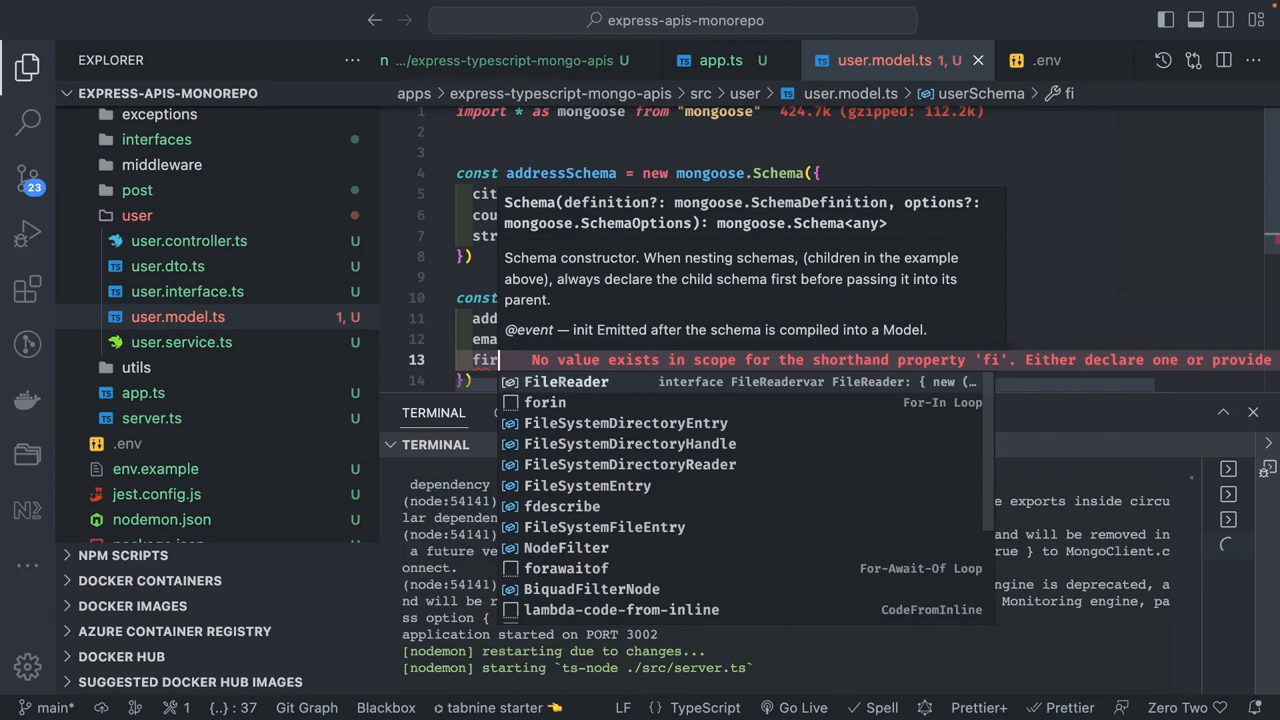 express-apis-monorepo
EXPLORER
.../express-typescript-mongo-apis U
app.ts U
user.model.ts 1, U
.env
EXPRESS-APIS-MONOREPO
apps > express-typescript-mongo-apis > src > user > user.model.ts > userSchema > fi
exceptions
interfaces
middleware
post
user
user.controller.ts U
user.dto.ts U
user.interface.ts U
user.model.ts 1, U
user.service.ts U
utils
app.ts U
server.ts U
.env
env.example U
jest.config.js U
nodemon.json U
NPM SCRIPTS
DOCKER CONTAINERS
DOCKER IMAGES
AZURE CONTAINER REGISTRY
DOCKER HUB
SUGGESTED DOCKER HUB IMAGES
23
1 import * as mongoose from "mongoose" 424.7k (gzipped: 112.2k)
2
3
4 const addressSchema = new mongoose.Schema({
5 cit
6 cou
7 str
8 })
9
10 cons
11 add
12 ema
13 fir No value exists in scope for the shorthand property 'fi'. Either declare one or provide
14 })
Schema(definition?: mongoose.SchemaDefinition, options?:
mongoose.SchemaOptions): mongoose.Schema<any>
Schema constructor. When nesting schemas, (children in the example
above), always declare the child schema first before passing it into its
parent.
@event — init Emitted after the schema is compiled into a Model.
FileReader interface FileReadervar FileReader: { new (…
forin For-In Loop
FileSystemDirectoryEntry
FileSystemDirectoryHandle
FileSystemDirectoryReader
FileSystemEntry
fdescribe
FileSystemFileEntry
NodeFilter
forawaitof For-Await-Of Loop
BiquadFilterNode
lambda-code-from-inline CodeFromInline
TERMINAL
TERMINAL
dependency
(node:54141) e exports inside circu
lar depender
(node:54141) and will be removed in
a future ve rue } to MongoClient.c
onnect.
(node:54141) ngine is deprecated, a
nd will be r Monitoring engine, pa
ss option {
application started on PORT 3002
[nodemon] restarting due to changes...
[nodemon] starting `ts-node ./src/server.ts`
main* 1 {..} : 37 Git Graph Blackbox tabnine starter 👈 LF TypeScript Go Live Spell Prettier+ Prettier Zero Two